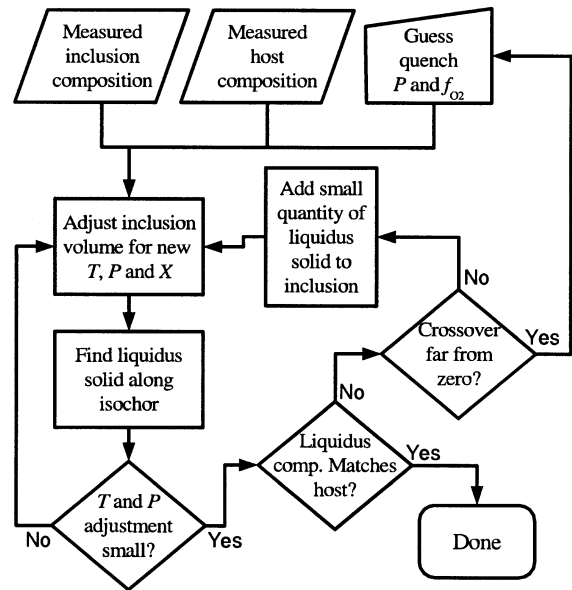 Measured
inclusion
composition
Measured
host
composition
Guess
quench
P and fO2
Adjust inclusion
volume for new
T, P and X
Add small
quantity of
liquidus
solid to
inclusion
No
Crossover
far from
zero?
Yes
Find liquidus
solid along
isochor
No
Liquidus
comp. Matches
host?
Yes
T and P
adjustment
small?
No
Yes
Done